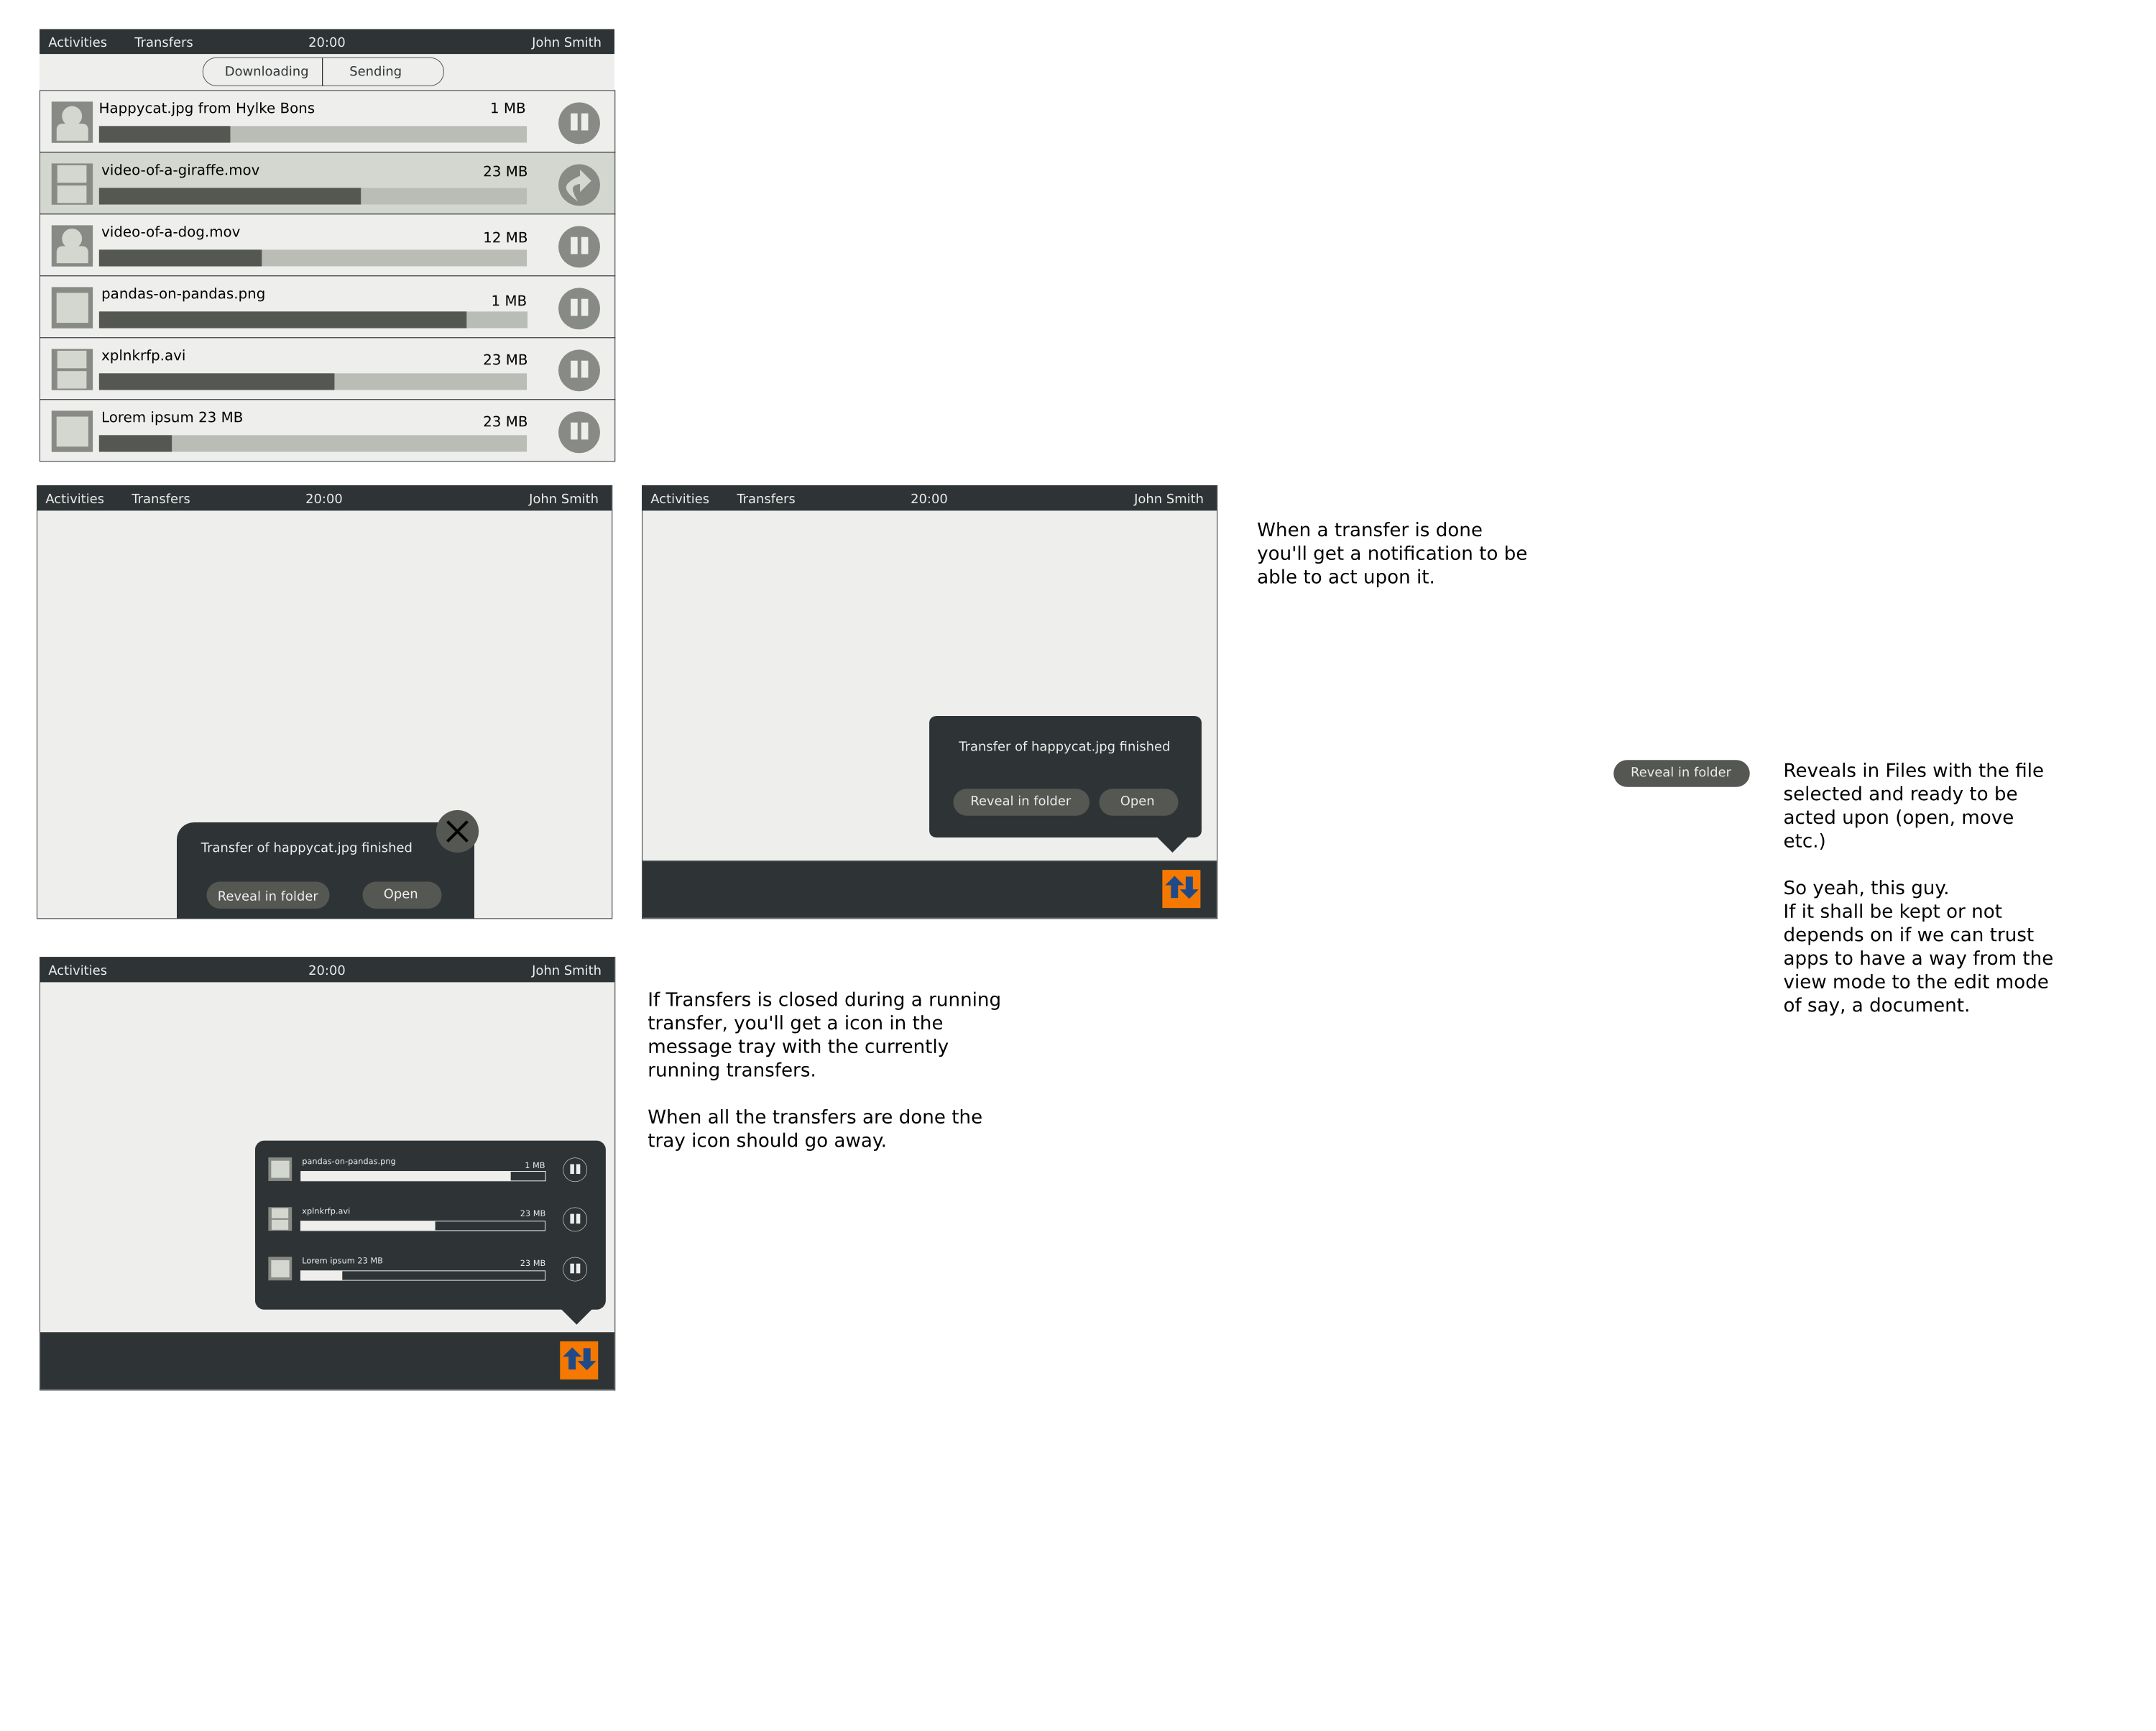 Activities Transfers 20:00 John Smith
Downloading Sending
Happycat.jpg from Hylke Bons 1 MB
video-of-a-giraffe.mov 23 MB
video-of-a-dog.mov 12 MB
pandas-on-pandas.png 1 MB
xplnkrfp.avi 23 MB
Lorem ipsum 23 MB 23 MB
Activities Transfers 20:00 John Smith
Transfer of happycat.jpg finished
Reveal in folder Open
Activities Transfers 20:00 John Smith
Transfer of happycat.jpg finished
Reveal in folder Open
When a transfer is done
you'll get a notification to be
able to act upon it.
Reveal in folder
Reveals in Files with the file
selected and ready to be
acted upon (open, move
etc.)
So yeah, this guy.
If it shall be kept or not
depends on if we can trust
apps to have a way from the
view mode to the edit mode
of say, a document.
Activities 20:00 John Smith
pandas-on-pandas.png 1 MB
xplnkrfp.avi 23 MB
Lorem ipsum 23 MB 23 MB
If Transfers is closed during a running
transfer, you'll get a icon in the
message tray with the currently
running transfers.
When all the transfers are done the
tray icon should go away.